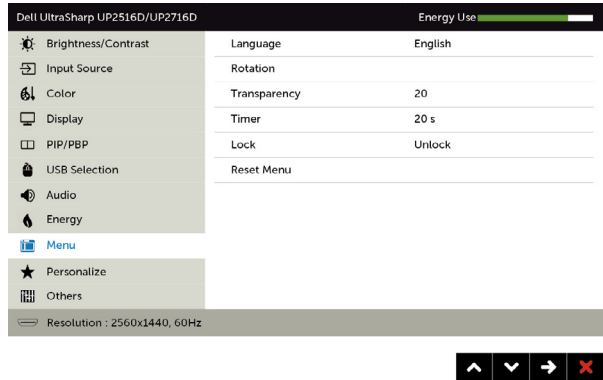 Dell UltraSharp UP2516D/UP2716D Energy Use
Brightness/Contrast
Input Source
Color
Display
PIP/PBP
USB Selection
Audio
Energy
Menu
Personalize
Others
Language English
Rotation
Transparency 20
Timer 20 s
Lock Unlock
Reset Menu
Resolution : 2560x1440, 60Hz